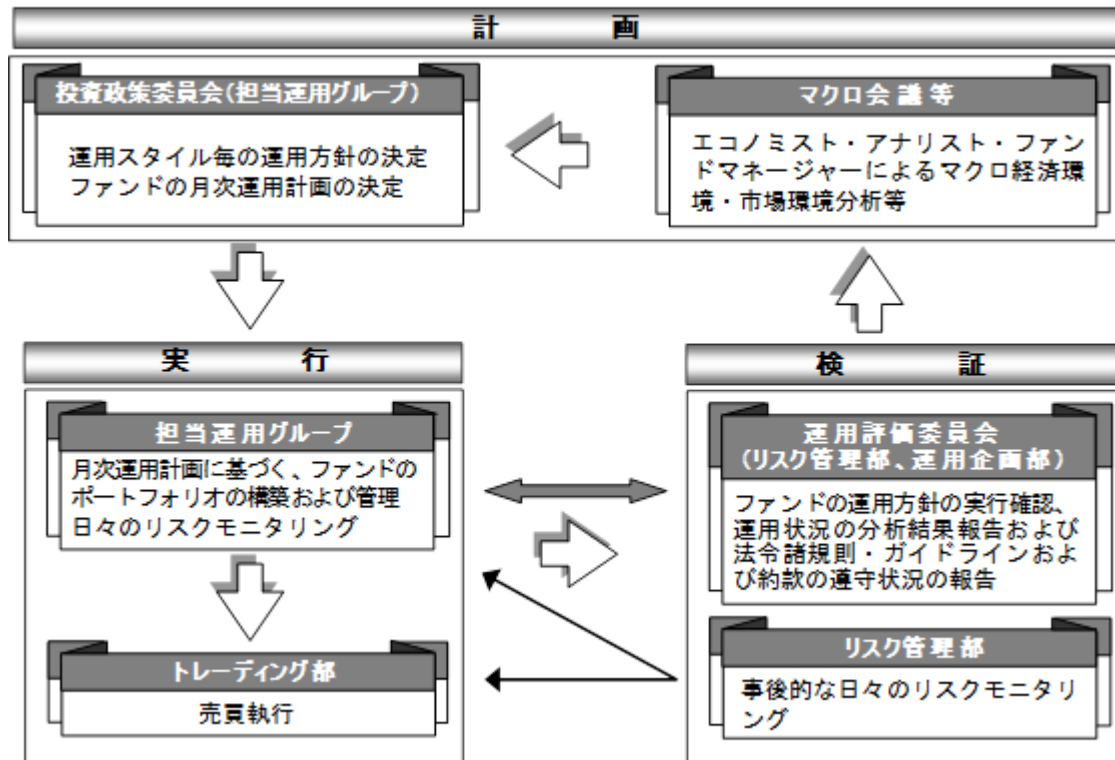 計画
投資政策委員会(担当運用グループ)
運用スタイル毎の運用方針の決定
ファンドの月次運用計画の決定
マクロ会議等
エコノミスト・アナリスト・ファン
ドマネージャーによるマクロ経済環
境・市場環境分析等
実行
担当運用グループ
月次運用計画に基づく、ファンドの
ポートフォリオの構築および管理
日々のリスクモニタリング
トレーディング部
売買執行
検証
運用評価委員会
(リスク管理部、運用企画部)
ファンドの運用方針の実行確認、
運用状況の分析結果報告および
法令諸規則・ガイドラインおよ
び約款の遵守状況の報告
リスク管理部
事後的な日々のリスクモニタリ
ング